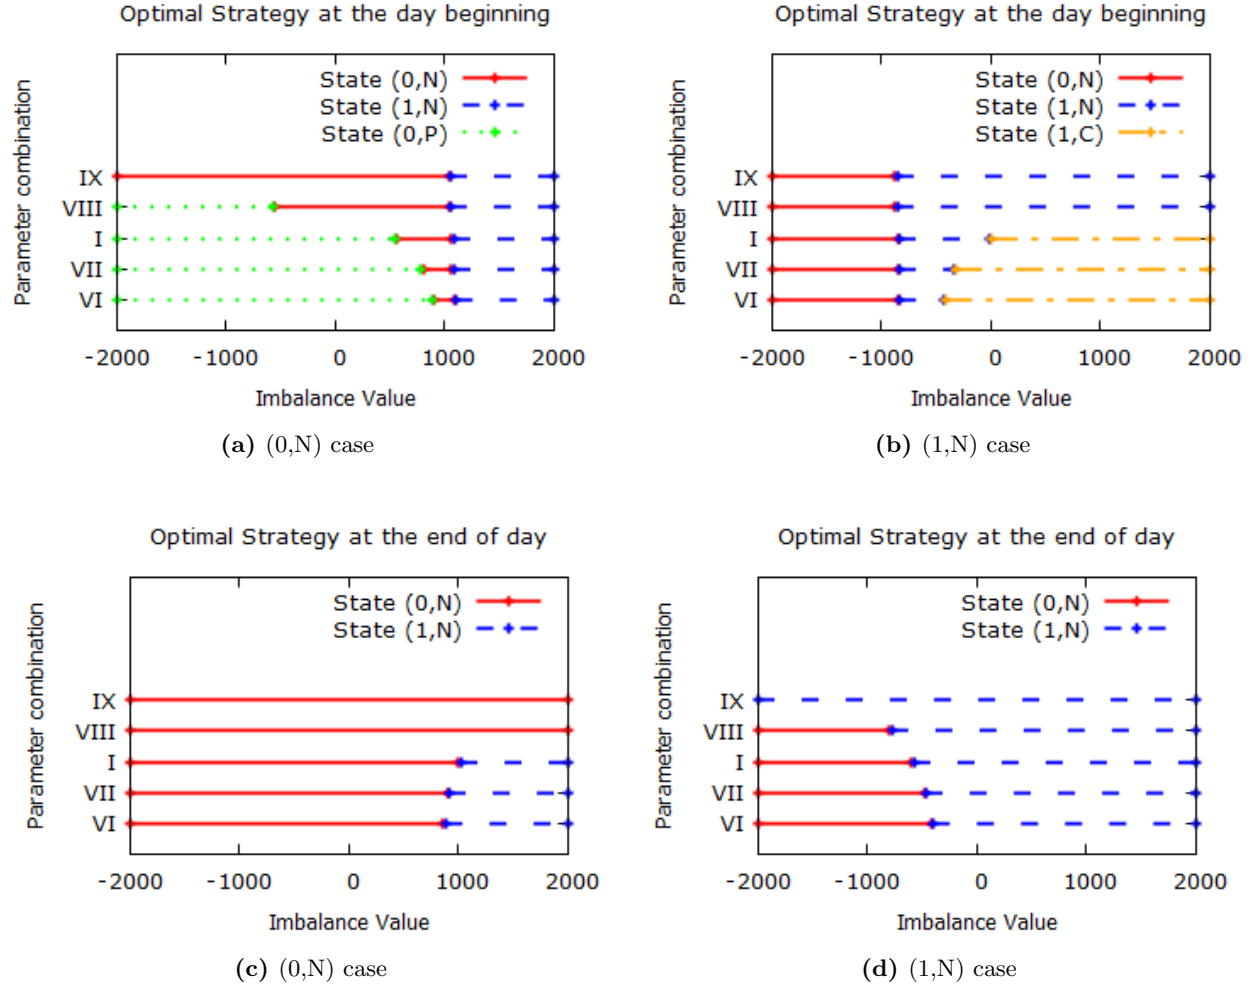 Optimal Strategy at the day beginning
State (0,N)
State (1,N)
State (0,P)
Parameter combination
IX
VIII
I
VII
VI
-2000 -1000 0 1000 2000
Imbalance Value
(a) (0,N) case
Optimal Strategy at the day beginning
State (0,N)
State (1,N)
State (1,C)
Parameter combination
IX
VIII
I
VII
VI
-2000 -1000 0 1000 2000
Imbalance Value
(b) (1,N) case
Optimal Strategy at the end of day
State (0,N)
State (1,N)
Parameter combination
IX
VIII
I
VII
VI
-2000 -1000 0 1000 2000
Imbalance Value
(c) (0,N) case
Optimal Strategy at the end of day
State (0,N)
State (1,N)
Parameter combination
IX
VIII
I
VII
VI
-2000 -1000 0 1000 2000
Imbalance Value
(d) (1,N) case